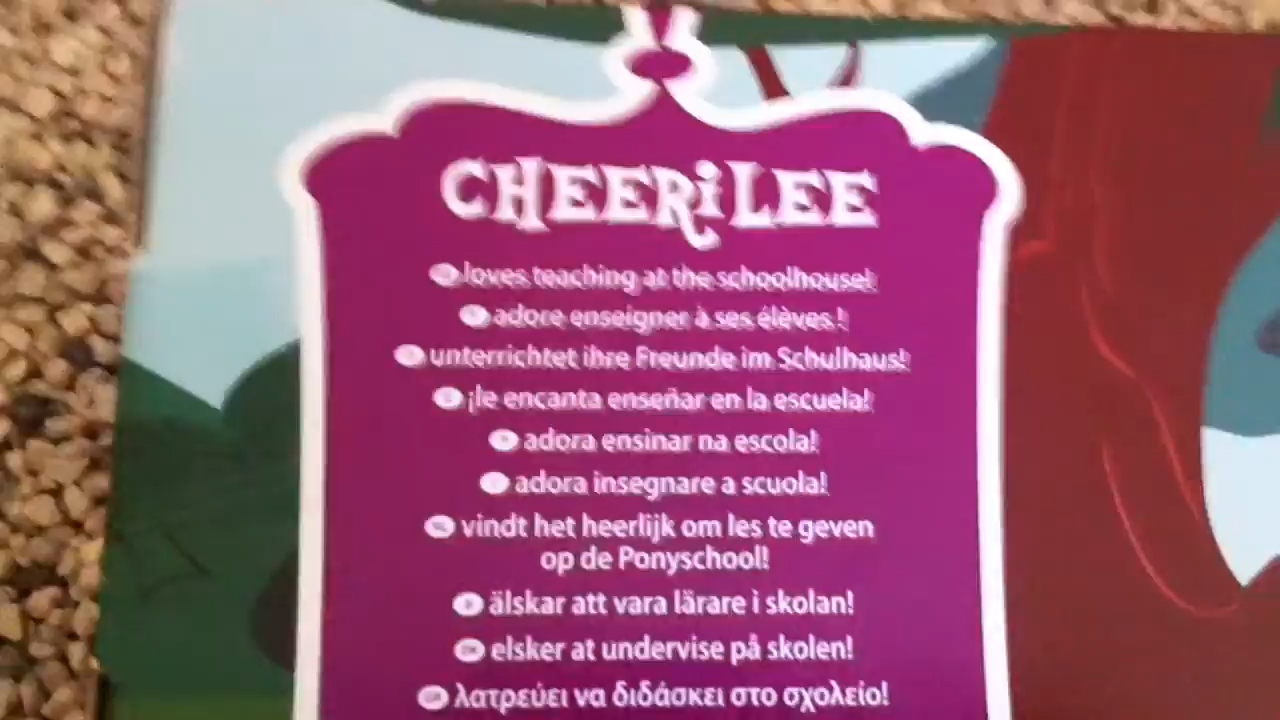 CHEERiLEE
loves teaching at the schoolhouse!
adore enseigner à ses élèves !
unterrichtet ihre Freunde im Schulhaus!
¡le encanta enseñar en la escuela!
adora ensinar na escola!
adora insegnare a scuola!
vindt het heerlijk om les te geven
op de Ponyschool!
älskar att vara lärare i skolan!
elsker at undervise på skolen!
λατρεύει να διδάσκει στο σχολείο!